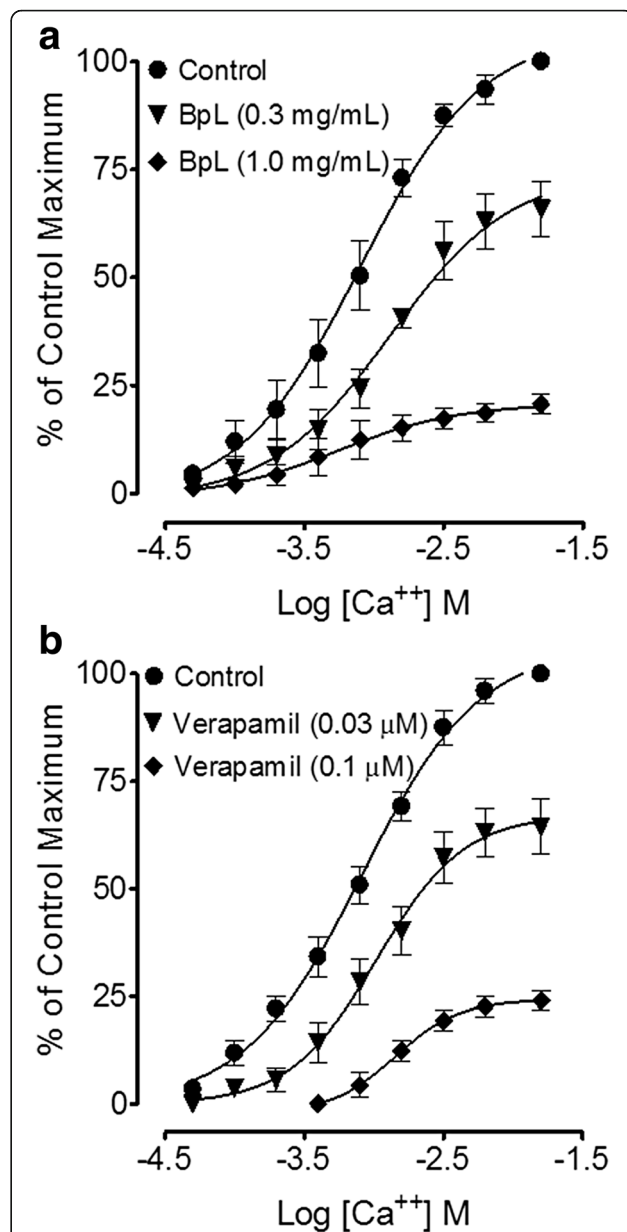 a
100
Control
BpL (0.3 mg/mL)
BpL (1.0 mg/mL)
75
50
25
0
% of Control Maximum
-4.5 -3.5 -2.5 -1.5
Log [Ca⁺⁺] M
b
100
Control
Verapamil (0.03 μM)
Verapamil (0.1 μM)
75
50
25
0
% of Control Maximum
-4.5 -3.5 -2.5 -1.5
Log [Ca⁺⁺] M